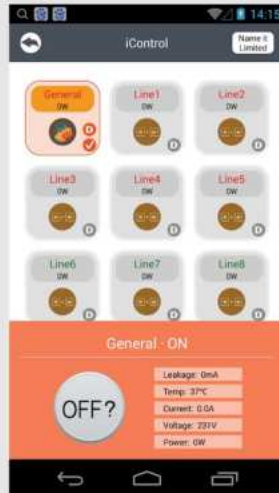 14:15
iControl
Name it
Limited
General
0W
D
Line1
0W
D
Line2
0W
D
Line3
0W
D
Line4
0W
D
Line5
0W
D
Line6
0W
D
Line7
0W
D
Line8
0W
D
General - ON
OFF?
Leakage: 0mA
Temp: 37℃
Current: 0.0A
Voltage: 231V
Power: 0W